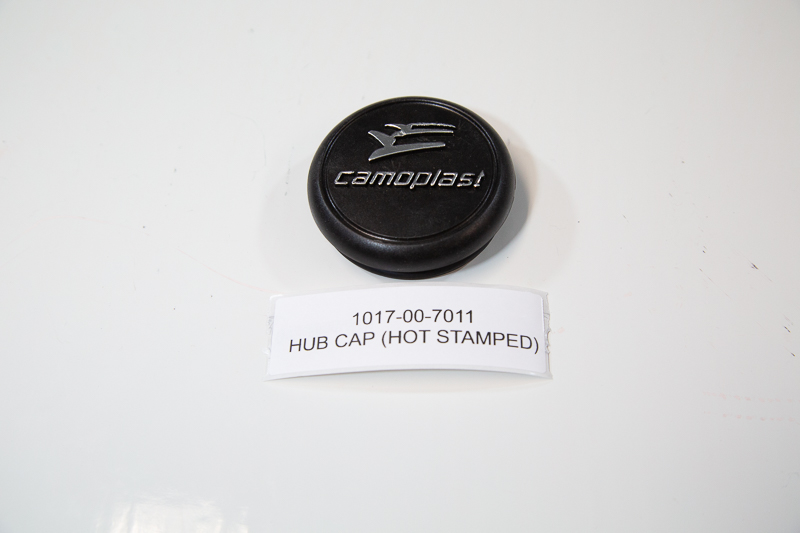 camoplast
1017-00-7011
HUB CAP (HOT STAMPED)